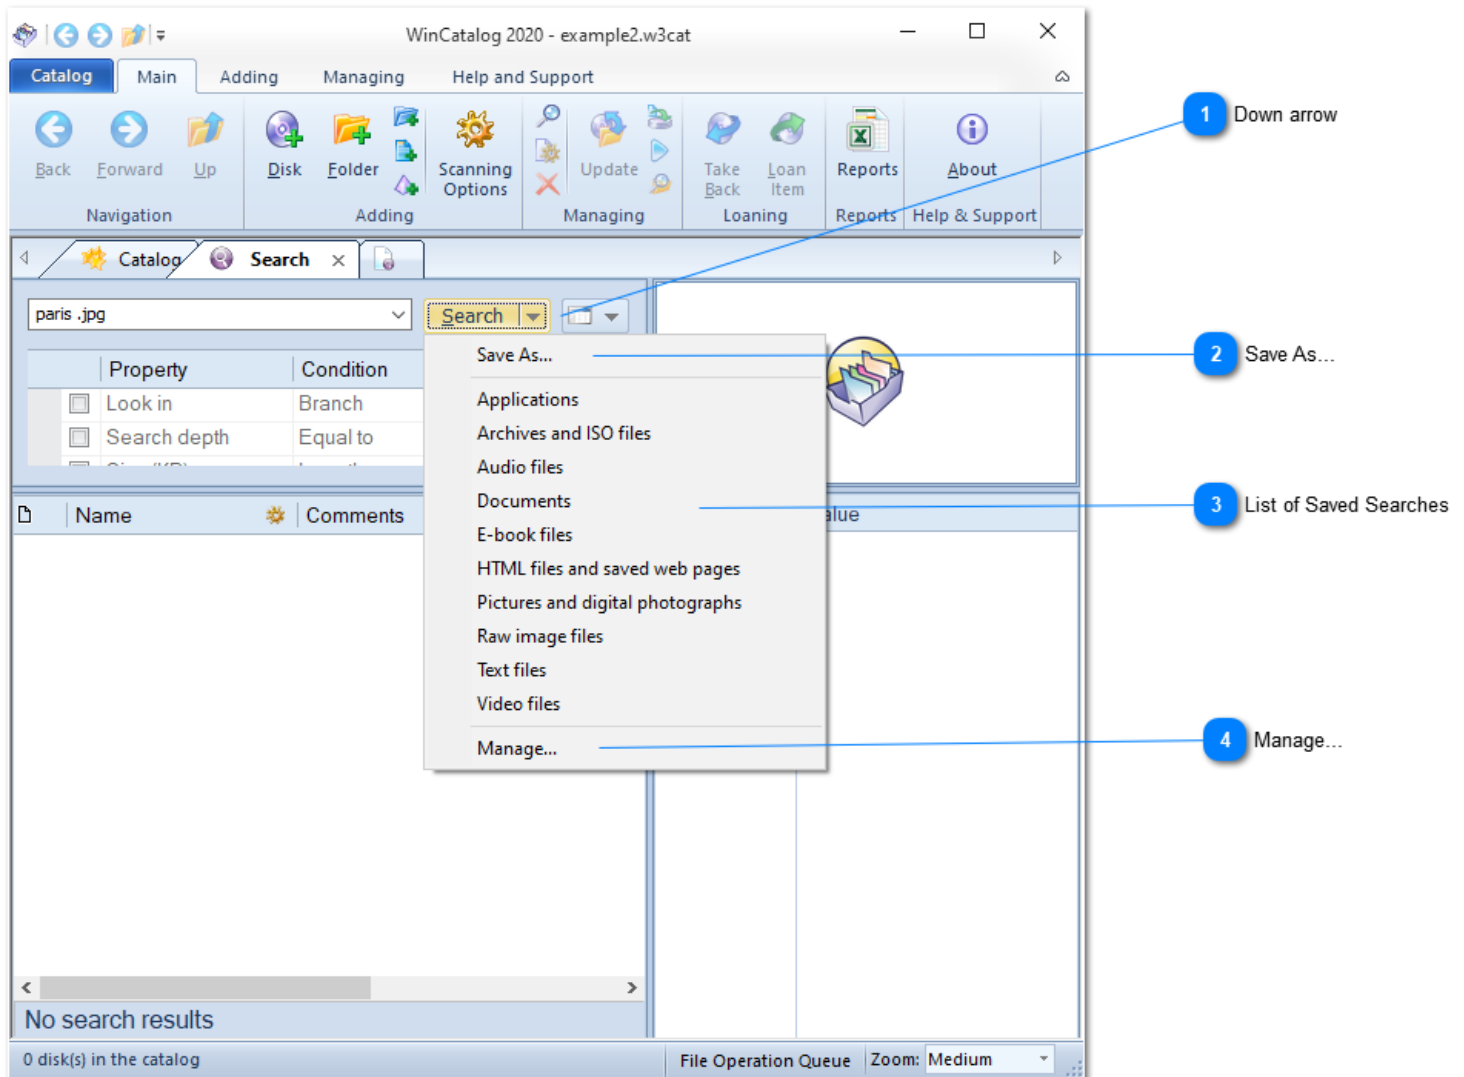 WinCatalog 2020 - example2.w3cat
Catalog Main Adding Managing Help and Support
Back Forward Up Disk Folder Scanning Options Update Take Back Loan Item Reports About
Navigation Adding Managing Loaning Reports Help & Support
1 Down arrow
Catalog Search
paris .jpg Search
Save As...
2 Save As...
Property Condition
Look in Branch
Search depth Equal to
Applications
Archives and ISO files
Audio files
Documents
E-book files
HTML files and saved web pages
Pictures and digital photographs
Raw image files
Text files
Video files
Manage...
3 List of Saved Searches
Name Comments
4 Manage...
No search results
0 disk(s) in the catalog File Operation Queue Zoom: Medium